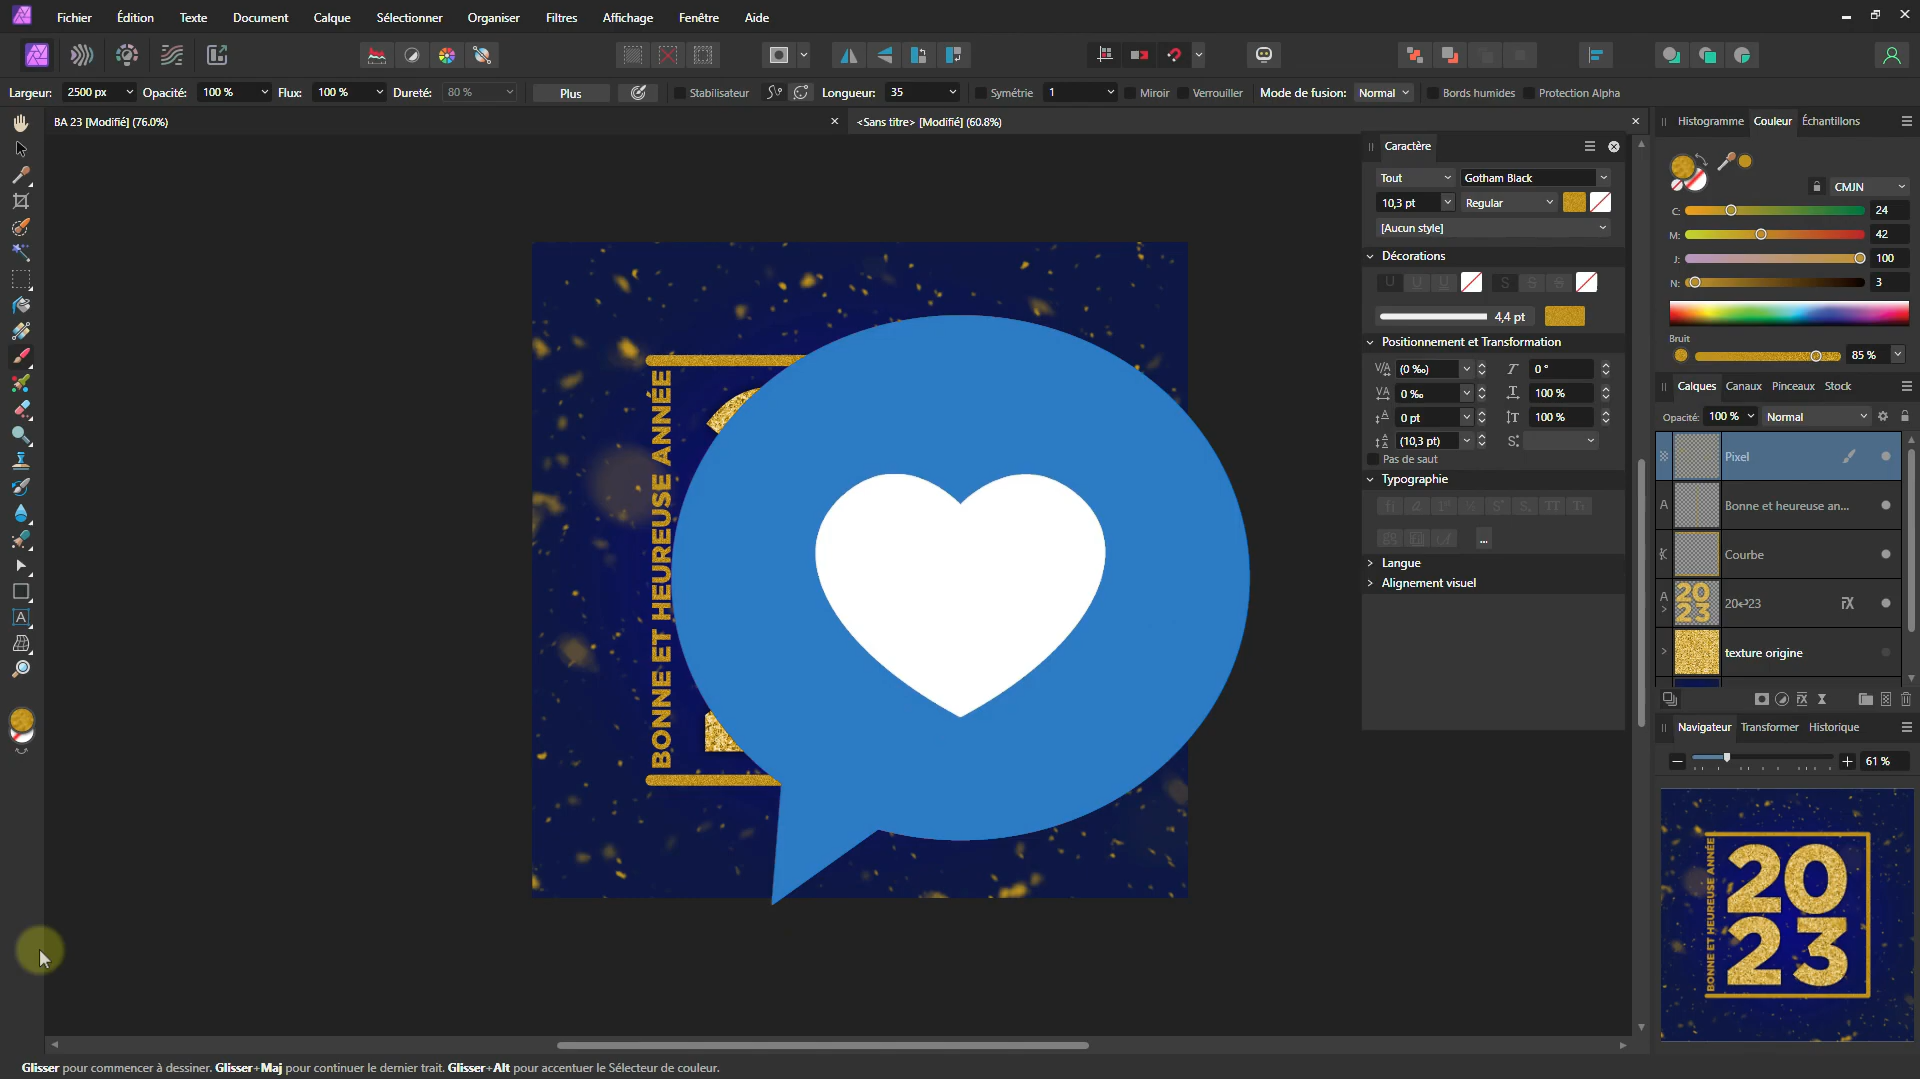 Fichier Édition Texte Document Calque Sélectionner Organiser Filtres Affichage Fenêtre Aide
Largeur: 2500 px Opacité: 100 % Flux: 100 % Dureté: 80 % Plus Stabilisateur Longueur: 35 Symétrie 1 Miroir Verrouiller Mode de fusion: Normal Bords humides Protection Alpha
BA 23 [Modifié] (76.0%)
<Sans titre> [Modifié] (60.8%)
Caractère
Tout Gotham Black
10,3 pt Regular
[Aucun style]
Décorations
4,4 pt
Positionnement et Transformation
(0 ‰) 0 °
0 ‰ 100 %
0 pt 100 %
(10,3 pt)
Pas de saut
Typographie
...
Langue
Alignement visuel
Histogramme Couleur Échantillons
CMJN
C: 24
M: 42
J: 100
N: 3
Bruit
85 %
Calques Canaux Pinceaux Stock
Opacité: 100 % Normal
Pixel
Bonne et heureuse an...
Courbe
20↩23
texture origine
Navigateur Transformer Historique
61 %
BONNE ET HEUREUSE ANNÉE
BONNE ET HEUREUSE ANNÉE
20
23
Glisser pour commencer à dessiner. Glisser+Maj pour continuer le dernier trait. Glisser+Alt pour accentuer le Sélecteur de couleur.